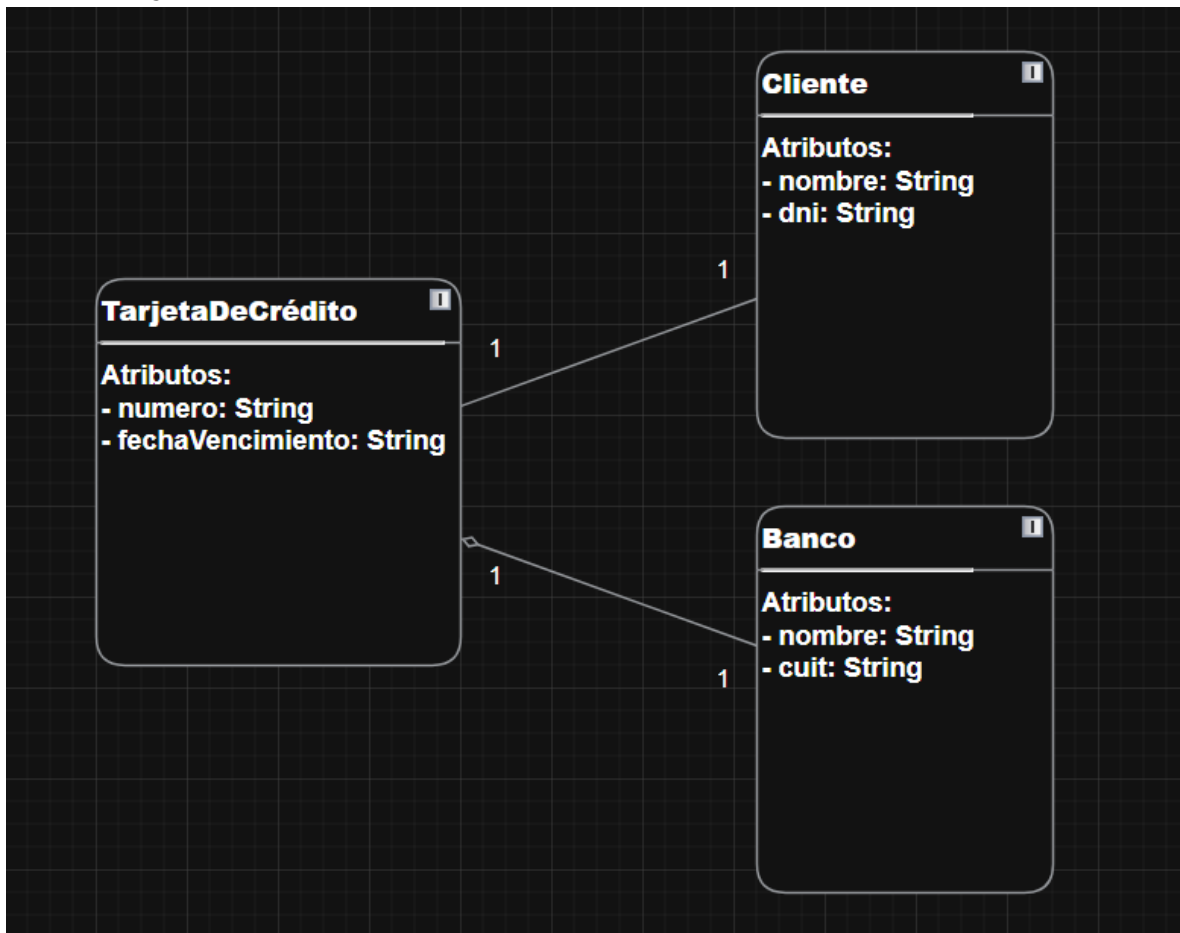 Cliente
Atributos:
- nombre: String
- dni: String
1
1
TarjetaDeCrédito
Atributos:
- numero: String
- fechaVencimiento: String
1
1
Banco
Atributos:
- nombre: String
- cuit: String